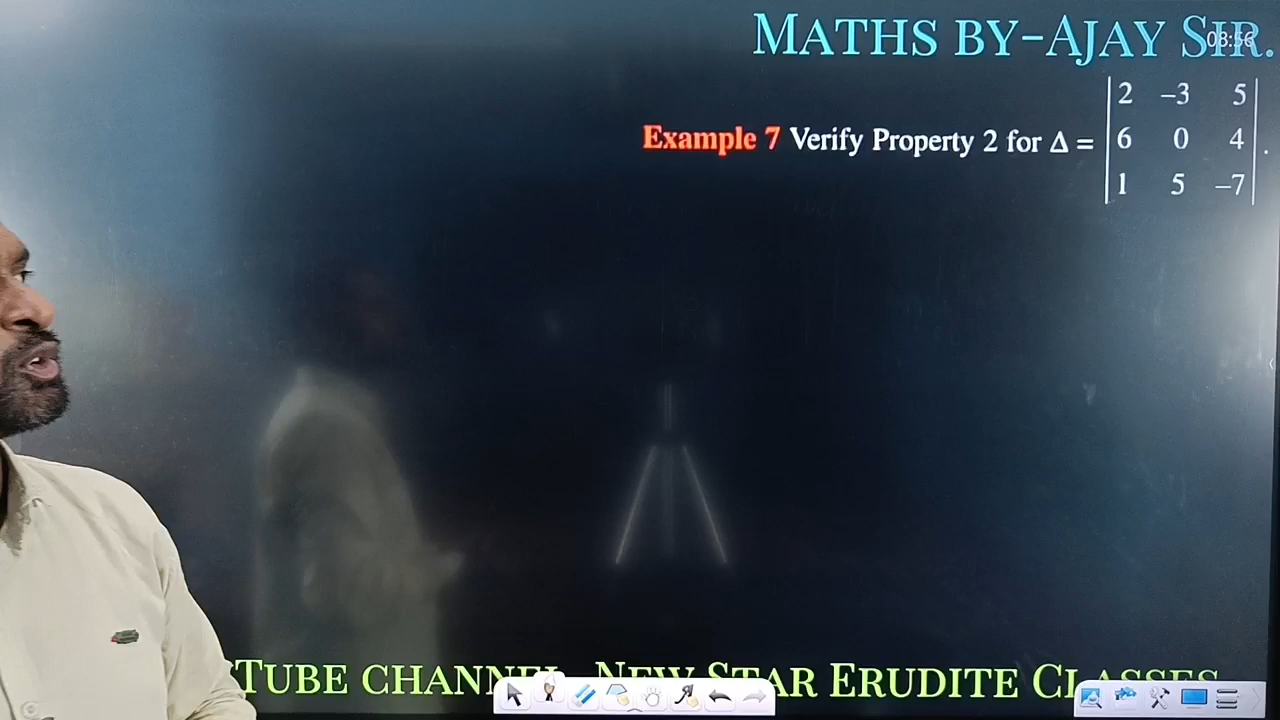 MATHS BY-AJAY SIR.
08:56
Example 7 Verify Property 2 for Δ = | 2 –3 5 |
| 6 0 4 | .
| 1 5 –7 |
TUBE CHANNEL NEW STAR ERUDITE CLASSES